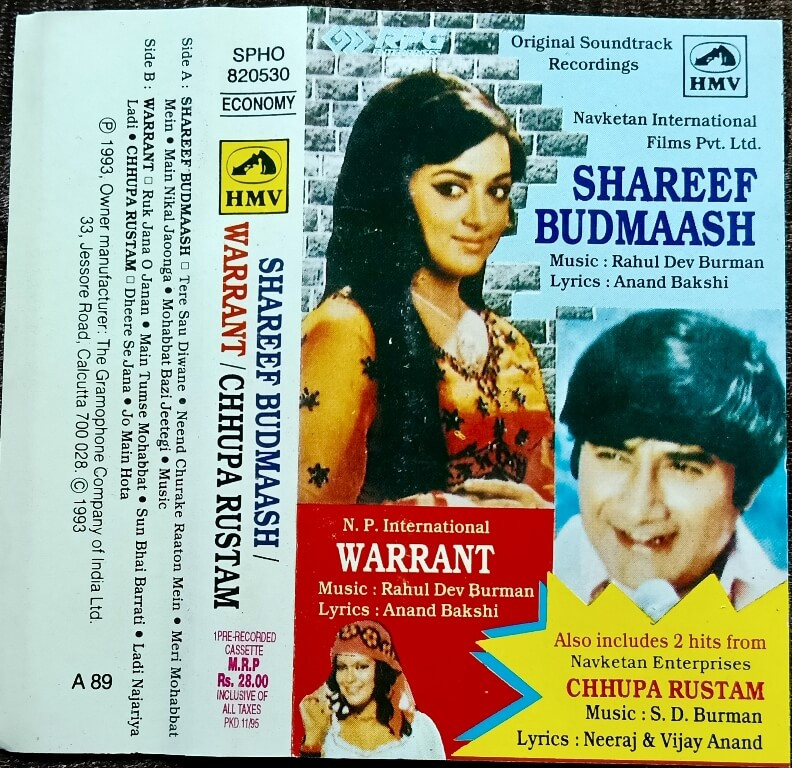 Side A : SHAREEF BUDMAASH □ Tere Sau Diwane • Neend Churake Raaton Mein • Meri Mohabbat
Mein • Main Nikal Jaoonga • Mohabbat Bazi Jeetegi • Music
Side B : WARRANT □ Ruk Jana O Janan • Main Tumse Mohabbat • Sun Bhai Barrati • Ladi Najariya
Ladi • CHHUPA RUSTAM □ Dheere Se Jana • Jo Main Hota
℗ 1993, Owner manufacturer: The Gramophone Company of India Ltd.
33, Jessore Road, Calcutta 700 028. © 1993
A 89
SPHO
820530
ECONOMY
HMV
SHAREEF BUDMAASH /
WARRANT / CHHUPA RUSTAM
1PRE-RECORDED
CASSETTE
M.R.P
Rs. 28.00
INCLUSIVE OF
ALL TAXES
PKD.11/95
RPG
Original Soundtrack
Recordings
HMV
Navketan International
Films Pvt. Ltd.
SHAREEF
BUDMAASH
Music : Rahul Dev Burman
Lyrics : Anand Bakshi
N. P. International
WARRANT
Music : Rahul Dev Burman
Lyrics : Anand Bakshi
Also includes 2 hits from
Navketan Enterprises
CHHUPA RUSTAM
Music : S. D. Burman
Lyrics : Neeraj & Vijay Anand